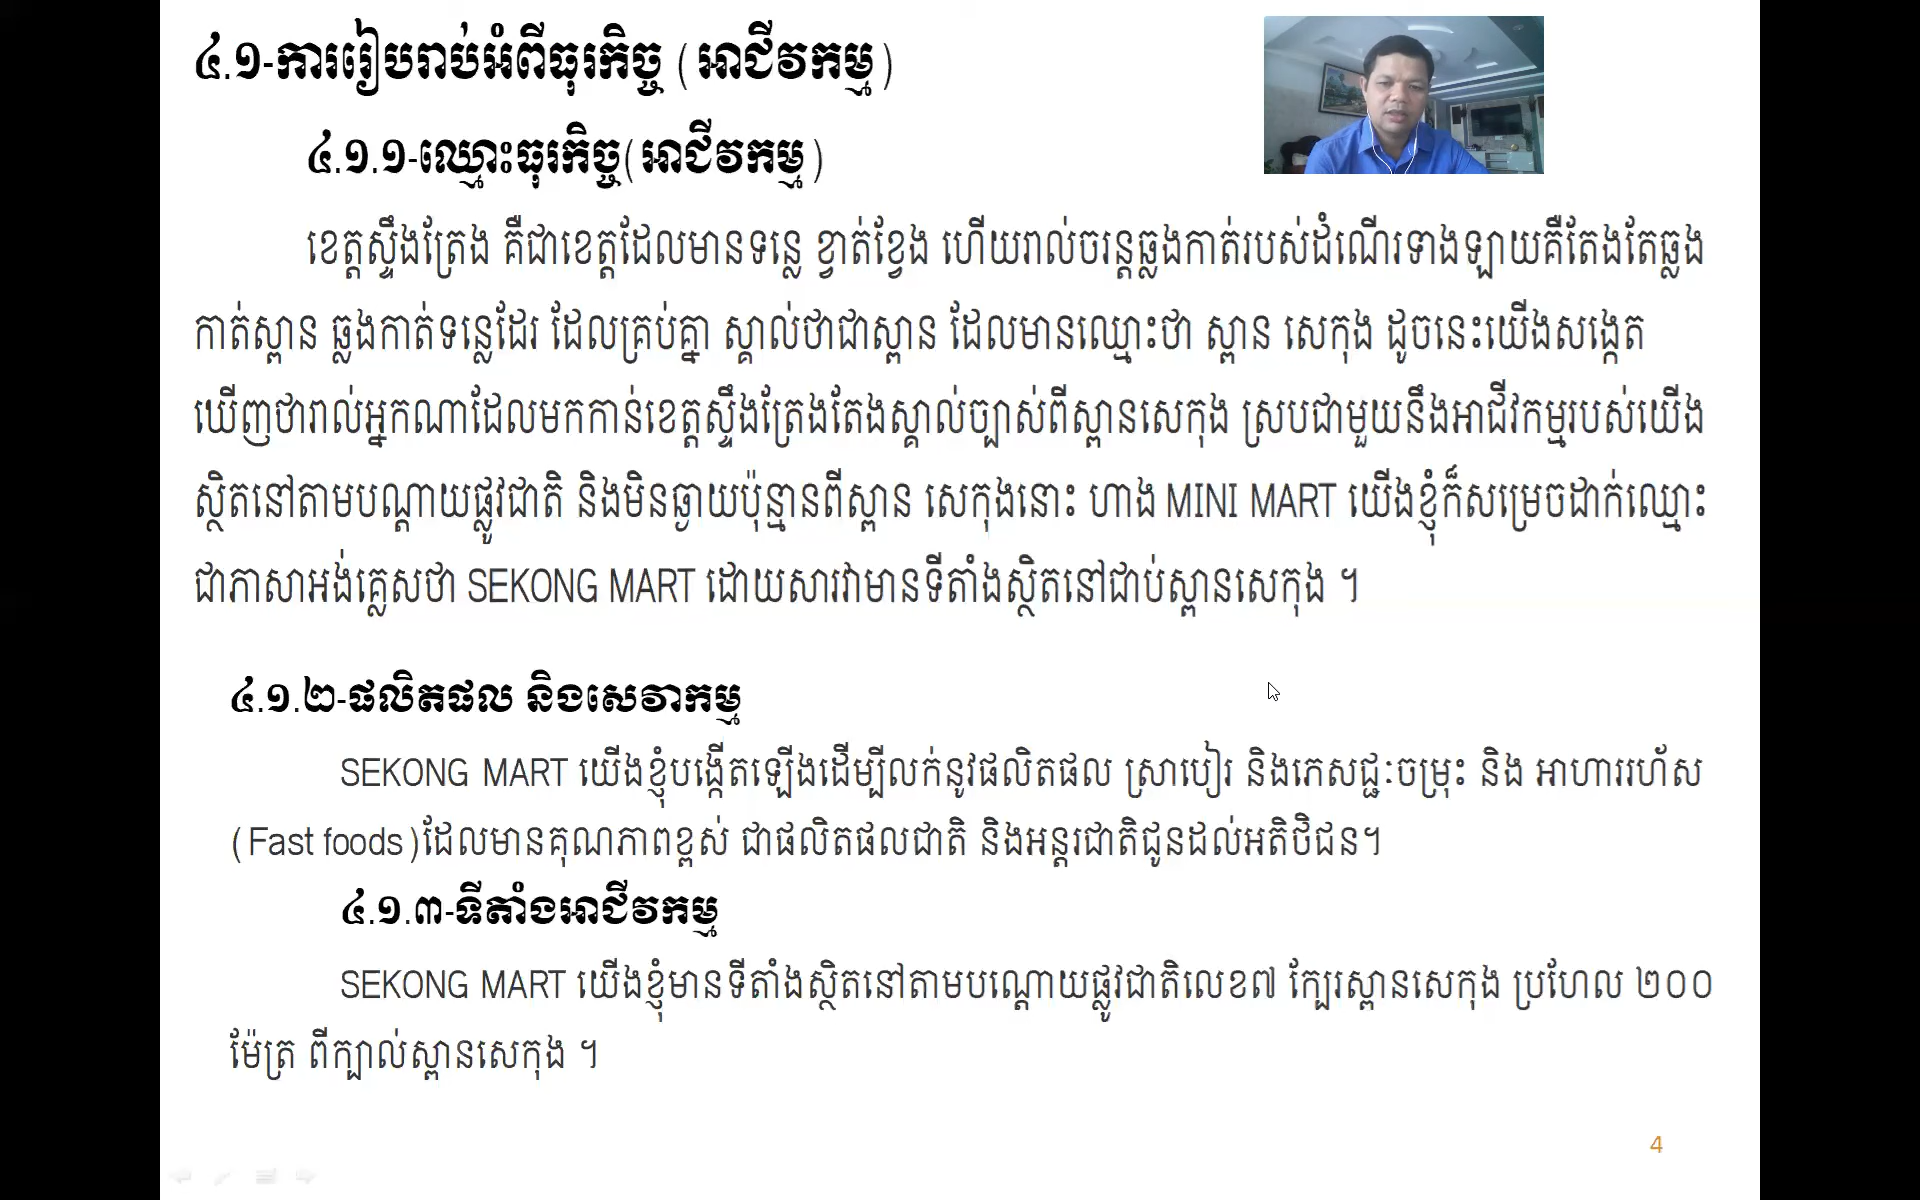 ៤.១-ការរៀបរាប់អំពីធុរកិច្ច (អាជីវកម្ម)
៤.១.១-ឈ្មោះធុរកិច្ច(អាជីវកម្ម)
ខេត្តស្ទឹងត្រែង គឺជាខេត្តដែលមានទន្លេ ខ្វាត់ខ្វែង ហើយរាល់ចរន្តឆ្លងកាត់របស់ដំណើរទាងឡាយគឺតែងតែឆ្លង
កាត់ស្ពាន ឆ្លងកាត់ទន្លេដែរ ដែលគ្រប់គ្នា ស្គាល់ថាជាស្ពាន ដែលមានឈ្មោះថា ស្ពាន សេកុង ដូចនេះយើងសង្កេត
ឃើញថារាល់អ្នកណាដែលមកកាន់ខេត្តស្ទឹងត្រែងតែងស្គាល់ច្បាស់ពីស្ពានសេកុង ស្របជាមួយនឹងអាជីវកម្មរបស់យើង
ស្ថិតនៅតាមបណ្តាយផ្លូវជាតិ និងមិនឆ្ងាយប៉ុន្មានពីស្ពាន សេកុងនោះ ហាង MINI MART យើងខ្ញុំក៏សម្រេចដាក់ឈ្មោះ
ជាភាសាអង់គ្លេសថា SEKONG MART ដោយសារវាមានទីតាំងស្ថិតនៅជាប់ស្ពានសេកុង ។
៤.១.២-ផលិតផល និងសេវាកម្ម
SEKONG MART យើងខ្ញុំបង្កើតឡើងដើម្បីលក់នូវផលិតផល ស្រាបៀរ និងភេសជ្ជៈចម្រុះ និង អាហាររហ័ស
(Fast foods)ដែលមានគុណភាពខ្ពស់ ជាផលិតផលជាតិ និងអន្តរជាតិជូនដល់អតិថិជន។
៤.១.៣-ទីតាំងអាជីវកម្ម
SEKONG MART យើងខ្ញុំមានទីតាំងស្ថិតនៅតាមបណ្តោយផ្លូវជាតិលេខ៧ ក្បែរស្ពានសេកុង ប្រហែល ២០០
ម៉ែត្រ ពីក្បាល់ស្ពានសេកុង ។
4